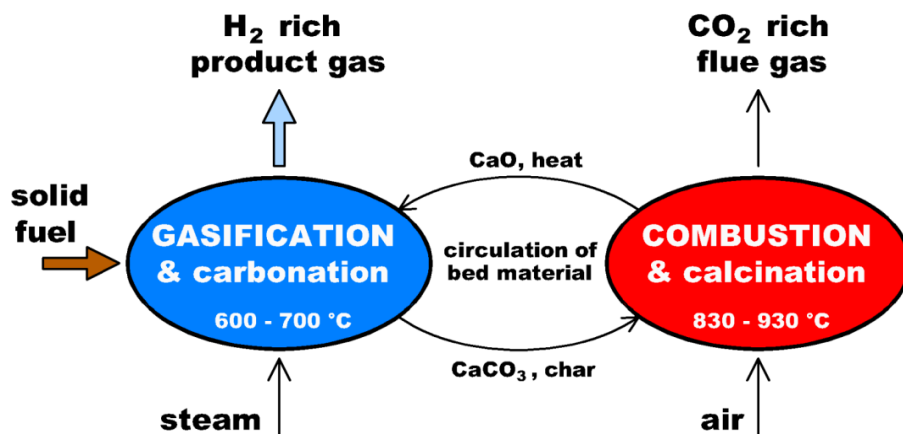 H₂ rich
product gas
CO₂ rich
flue gas
CaO, heat
solid
fuel
GASIFICATION
& carbonation
600 - 700 °C
circulation of
bed material
COMBUSTION
& calcination
830 - 930 °C
CaCO₃ , char
steam
air